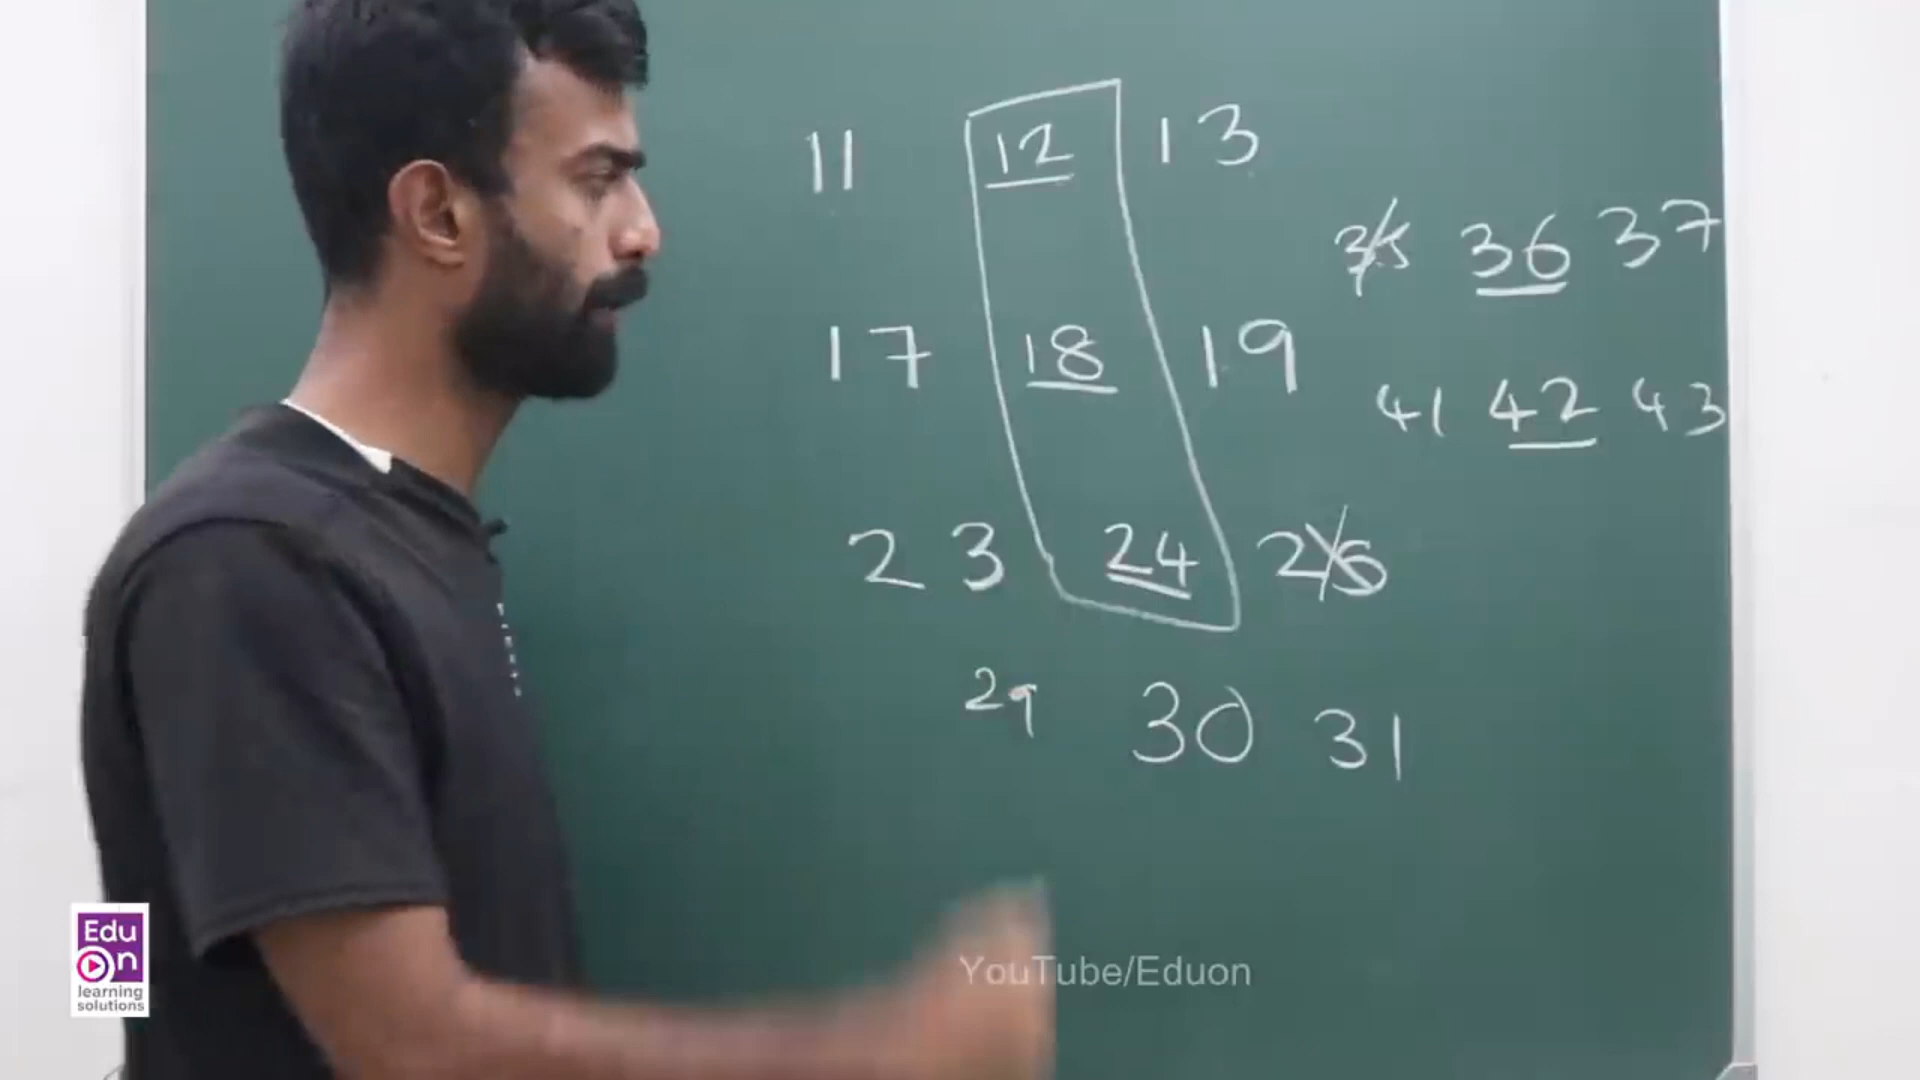 11 12 13
17 18 19
23 24 25
29 30 31
35 36 37
41 42 43
Edu
On
learning
solutions
YouTube/Eduon